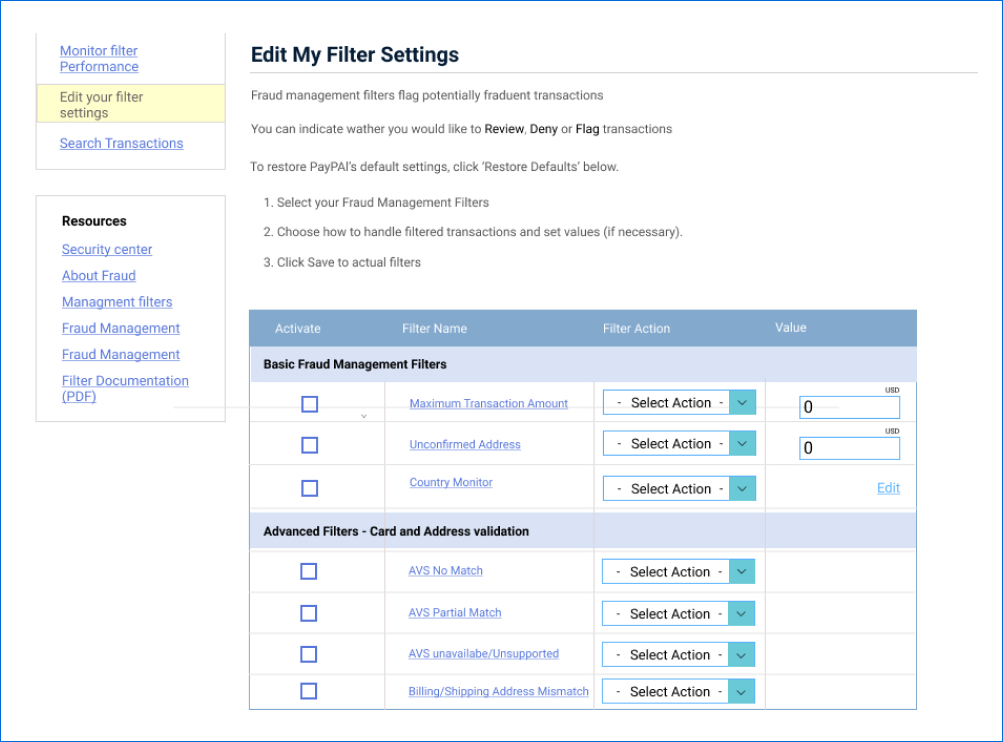 Monitor filter
Performance
Edit your filter
settings
Search Transactions
Resources
Security center
About Fraud
Managment filters
Fraud Management
Fraud Management
Filter Documentation
(PDF)
Edit My Filter Settings
Fraud management filters flag potentially fraduent transactions
You can indicate wather you would like to Review, Deny or Flag transactions
To restore PayPAl's default settings, click 'Restore Defaults' below.
1. Select your Fraud Management Filters
2. Choose how to handle filtered transactions and set values (if necessary).
3. Click Save to actual filters
Activate Filter Name Filter Action Value
Basic Fraud Management Filters
USD
Maximum Transaction Amount - Select Action - 0
USD
Unconfirmed Address - Select Action - 0
Country Monitor - Select Action - Edit
Advanced Filters - Card and Address validation
AVS No Match - Select Action -
AVS Partial Match - Select Action -
AVS unavailabe/Unsupported - Select Action -
Billing/Shipping Address Mismatch - Select Action -